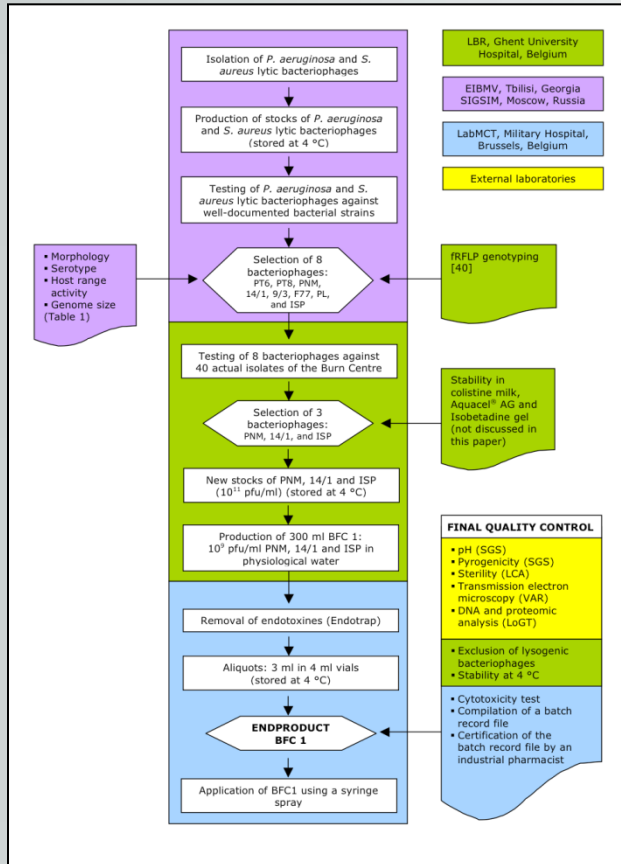 Isolation of P. aeruginosa and S.
aureus lytic bacteriophages
Production of stocks of P. aeruginosa
and S. aureus lytic bacteriophages
(stored at 4 °C)
Testing of P. aeruginosa and S.
aureus lytic bacteriophages against
well-documented bacterial strains
Selection of 8
bacteriophages:
PT6, PT8, PNM,
14/1, 9/3, F77, PL,
and ISP
Testing of 8 bacteriophages against
40 actual isolates of the Burn Centre
Selection of 3
bacteriophages:
PNM, 14/1, and ISP
New stocks of PNM, 14/1 and ISP
(10¹¹ pfu/ml) (stored at 4 °C)
Production of 300 ml BFC 1:
10⁹ pfu/ml PNM, 14/1 and ISP in
physiological water
Removal of endotoxines (Endotrap)
Aliquots: 3 ml in 4 ml vials
(stored at 4 °C)
ENDPRODUCT
BFC 1
Application of BFC1 using a syringe
spray
▪ Morphology
▪ Serotype
▪ Host range
activity
▪ Genome size
(Table 1)
LBR, Ghent University
Hospital, Belgium
EIBMV, Tbilisi, Georgia
SIGSIM, Moscow, Russia
LabMCT, Military Hospital,
Brussels, Belgium
External laboratories
fRFLP genotyping
[40]
Stability in
colistine milk,
Aquacel® AG and
Isobetadine gel
(not discussed in
this paper)
FINAL QUALITY CONTROL
▪ pH (SGS)
▪ Pyrogenicity (SGS)
▪ Sterility (LCA)
▪ Transmission electron
microscopy (VAR)
▪ DNA and proteomic
analysis (LoGT)
▪ Exclusion of lysogenic
bacteriophages
▪ Stability at 4 °C
▪ Cytotoxicity test
▪ Compilation of a batch
record file
▪ Certification of the
batch record file by an
industrial pharmacist